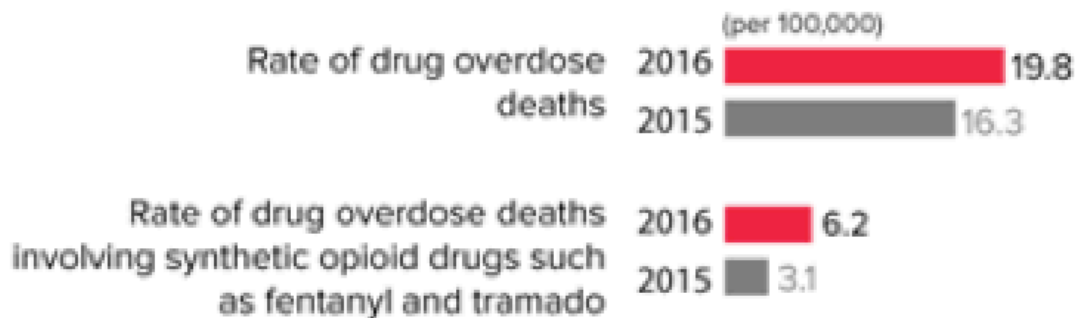 (per 100,000)
Rate of drug overdose 2016 19.8
deaths 2015 16.3
Rate of drug overdose deaths 2016 6.2
involving synthetic opioid drugs such 2015 3.1
as fentanyl and tramado